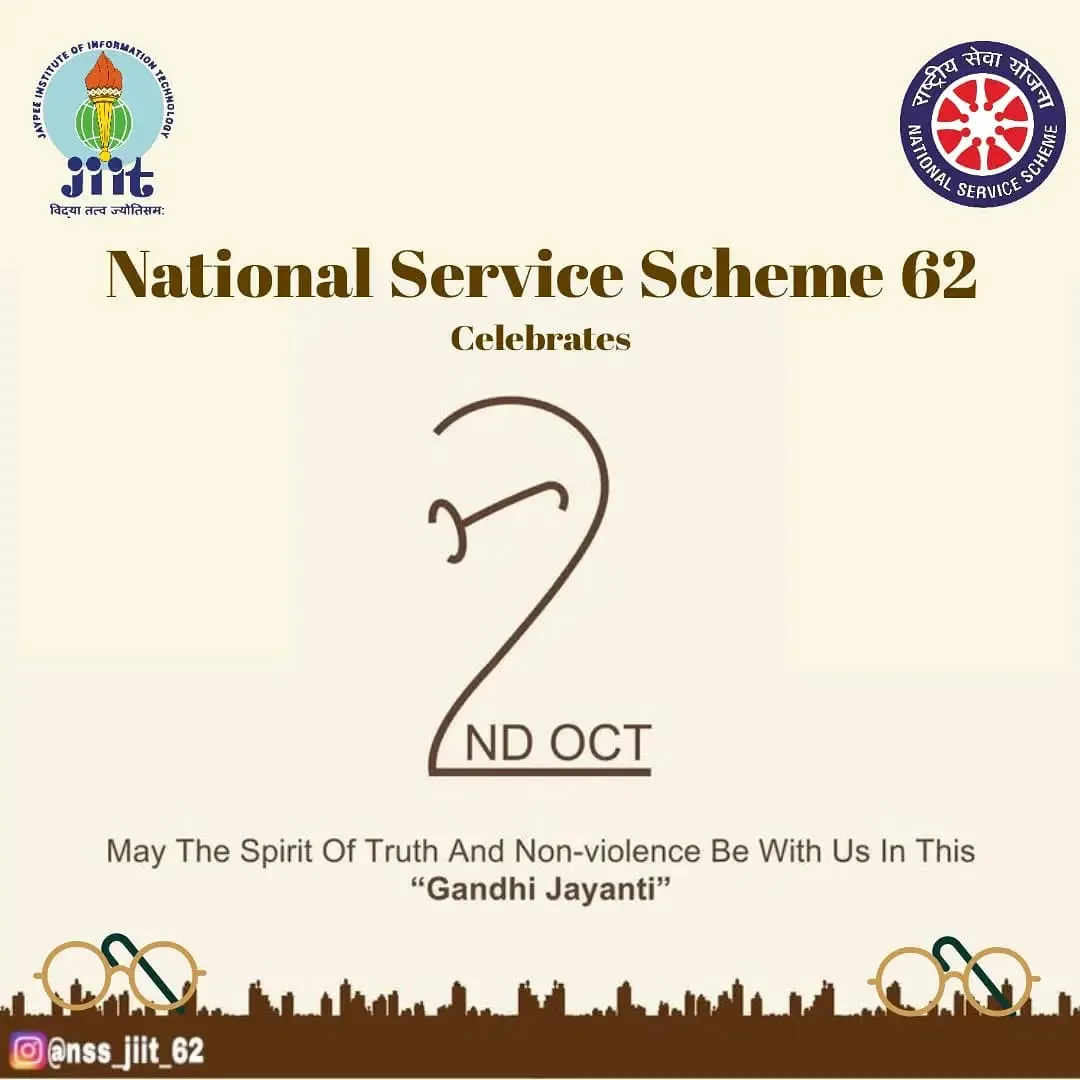 JAYPEE INSTITUTE OF INFORMATION TECHNOLOGY
jiit
विद्या तत्व ज्योतिसम:
राष्ट्रीय सेवा योजना
NATIONAL SERVICE SCHEME
National Service Scheme 62
Celebrates
2
ND OCT
May The Spirit Of Truth And Non-violence Be With Us In This
“Gandhi Jayanti”
@nss_jiit_62